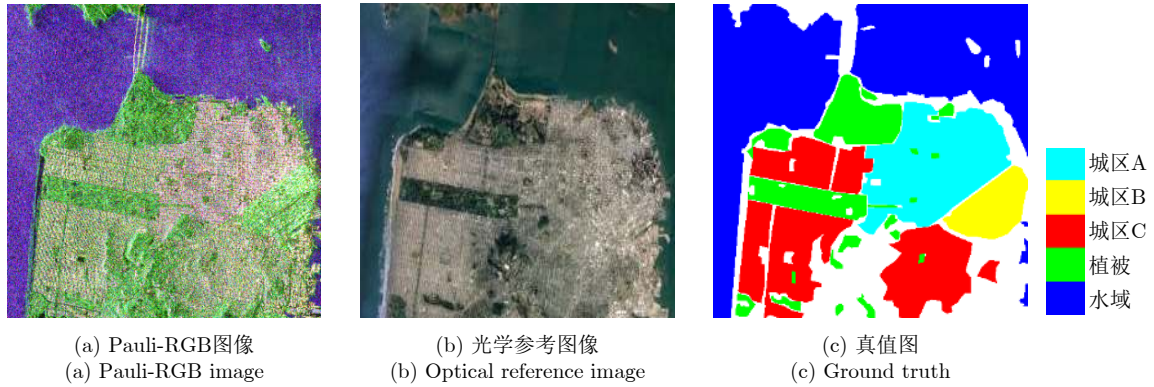 城区A
城区B
城区C
植被
水域
(a) Pauli-RGB图像
(a) Pauli-RGB image
(b) 光学参考图像
(b) Optical reference image
(c) 真值图
(c) Ground truth